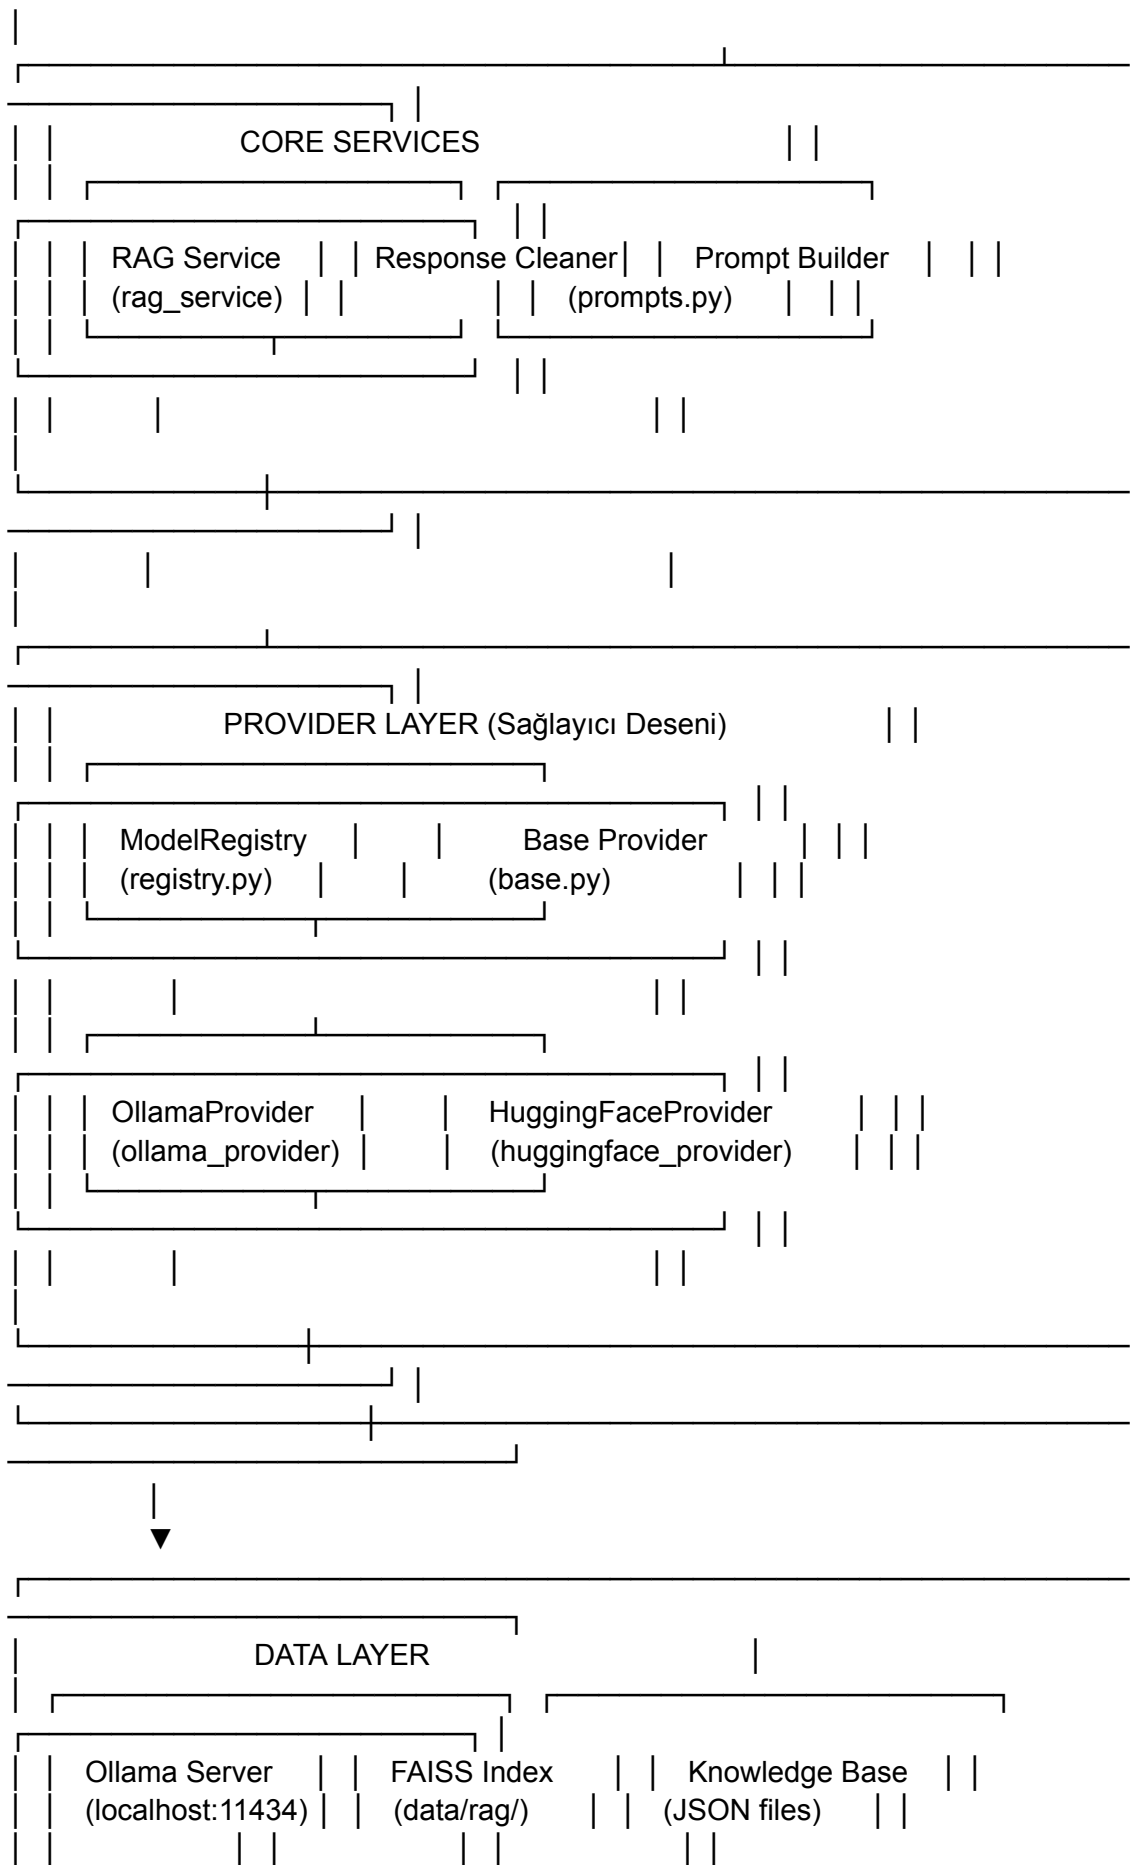 CORE SERVICES
RAG Service Response Cleaner Prompt Builder
(rag_service) (prompts.py)
PROVIDER LAYER (Sağlayıcı Deseni)
ModelRegistry Base Provider
(registry.py) (base.py)
OllamaProvider HuggingFaceProvider
(ollama_provider) (huggingface_provider)
▼
DATA LAYER
Ollama Server FAISS Index Knowledge Base
(localhost:11434) (data/rag/) (JSON files)